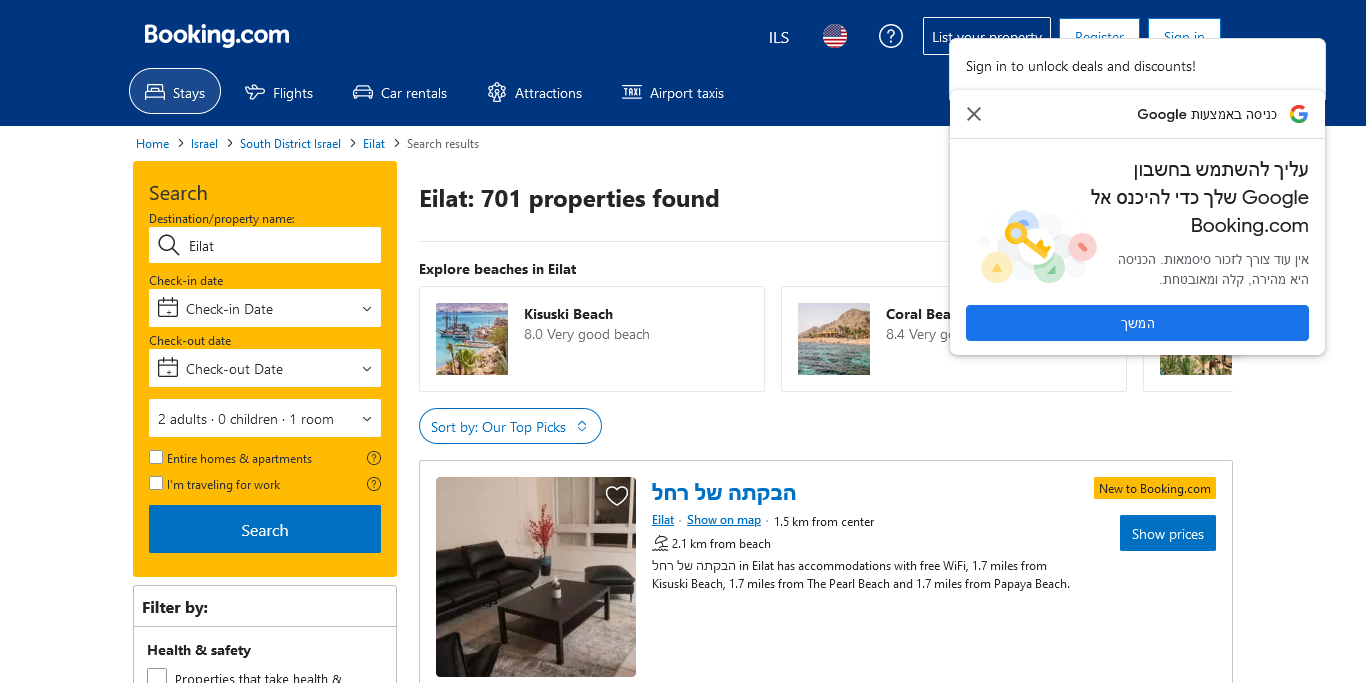 Booking.com
ILS
List your property
Register
Sign in
Stays
Flights
Car rentals
Attractions
Airport taxis
TAXI
Sign in to unlock deals and discounts!
כניסה באמצעות Google
עליך להשתמש בחשבון
Google שלך כדי להיכנס אל
Booking.com
אין עוד צורך לזכור סיסמאות. הכניסה
היא מהירה, קלה ומאובטחת.
המשך
Home
Israel
South District Israel
Eilat
Search results
Search
Destination/property name:
Eilat
Check-in date
Check-in Date
Check-out date
Check-out Date
2 adults · 0 children · 1 room
Entire homes & apartments
I'm traveling for work
Search
Filter by:
Health & safety
Properties that take health &
Eilat: 701 properties found
Explore beaches in Eilat
Kisuski Beach
8.0 Very good beach
Coral Bea
8.4 Very g
Sort by: Our Top Picks
הבקתה של רחל
New to Booking.com
Eilat · Show on map · 1.5 km from center
2.1 km from beach
Show prices
הבקתה של רחל in Eilat has accommodations with free WiFi, 1.7 miles from
Kisuski Beach, 1.7 miles from The Pearl Beach and 1.7 miles from Papaya Beach.